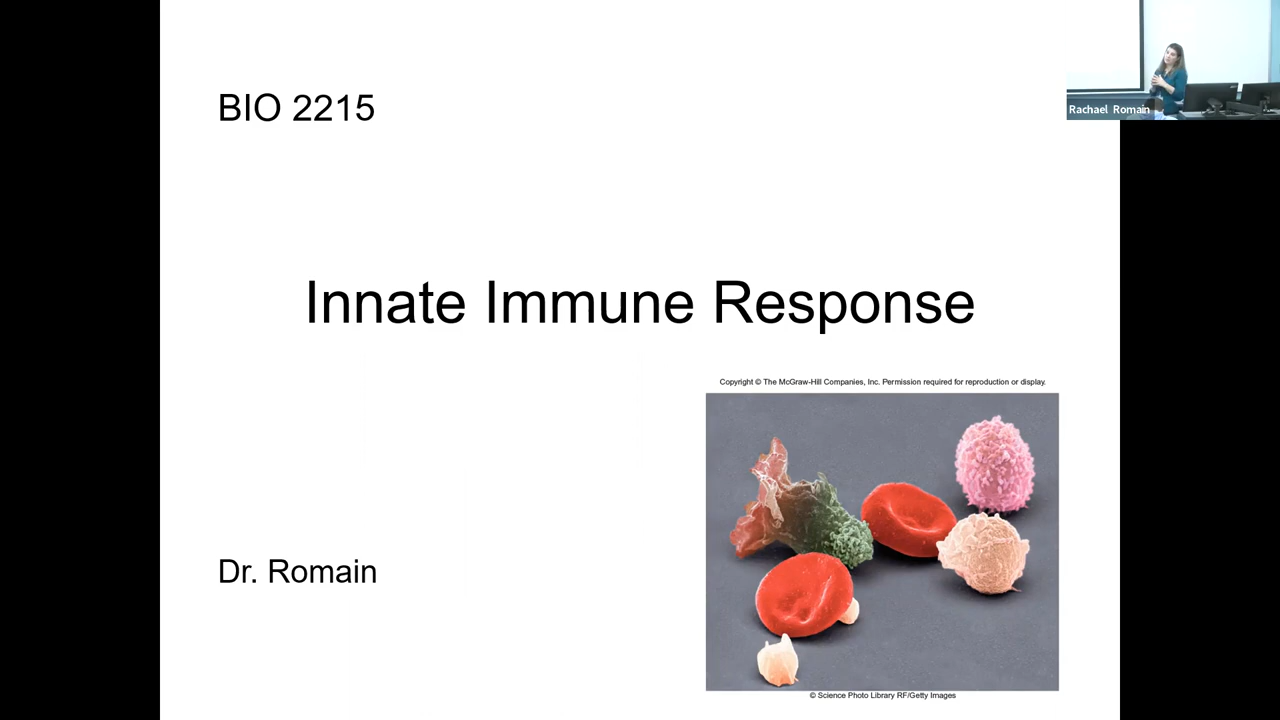 BIO 2215
Rachael Romain
Innate Immune Response
Copyright © The McGraw-Hill Companies, Inc. Permission required for reproduction or display.
Dr. Romain
© Science Photo Library RF/Getty Images